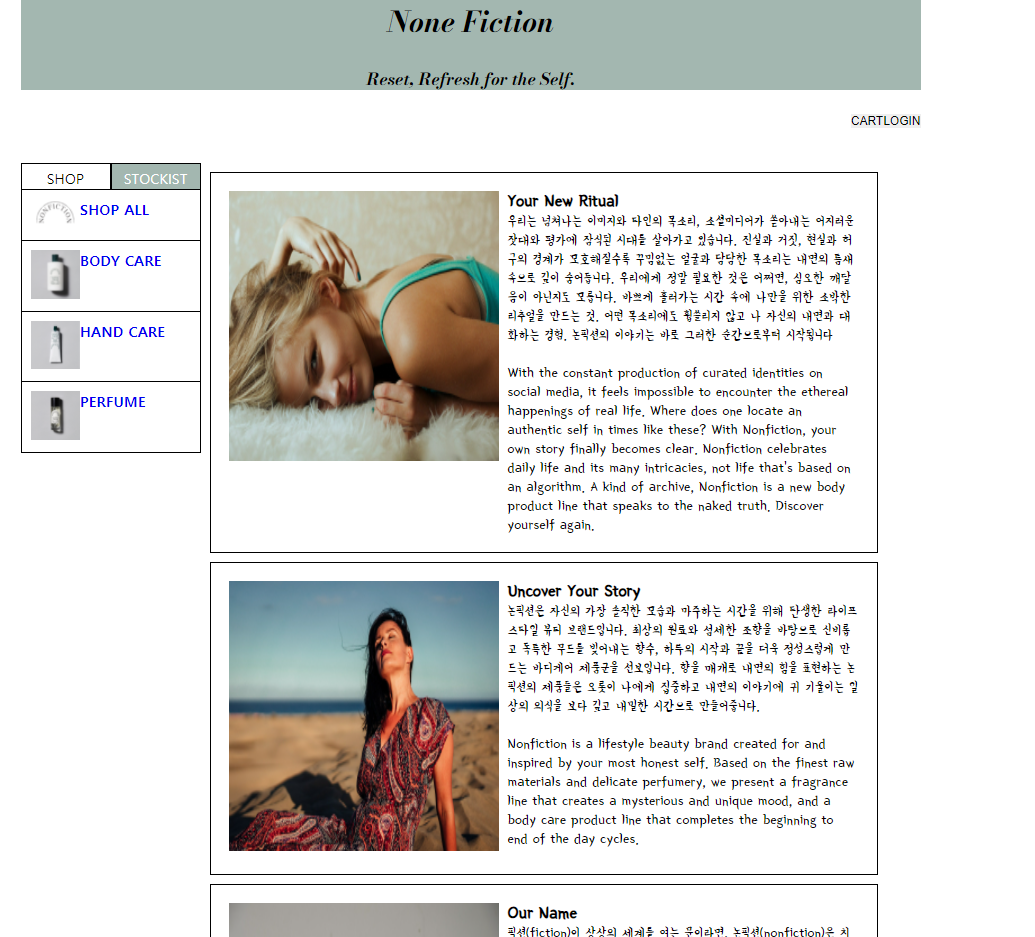 None Fiction
Reset, Refresh for the Self.
CARTLOGIN
SHOP STOCKIST
NONFICTION
SHOP ALL
BODY CARE
HAND CARE
PERFUME
Your New Ritual
우리는 넘쳐나는 이미지와 타인의 목소리, 소셜미디어가 쏟아내는 어지러운
잣대와 평가에 잠식된 시대를 살아가고 있습니다. 진실과 거짓, 현실과 허
구의 경계가 모호해질수록 꾸밈없는 얼굴과 담담한 목소리는 내면의 틈새
속으로 깊이 숨어듭니다. 우리에게 정말 필요한 것은 어쩌면, 심오한 깨달
음이 아닌지도 모릅니다. 바쁘게 흘러가는 시간 속에 나만을 위한 소박한
리추얼을 만드는 것. 어떤 목소리에도 휩쓸리지 않고 나 자신의 내면과 대
화하는 경험. 논픽션의 이야기는 바로 그러한 순간으로부터 시작됩니다
With the constant production of curated identities on
social media, it feels impossible to encounter the ethereal
happenings of real life. Where does one locate an
authentic self in times like these? With Nonfiction, your
own story finally becomes clear. Nonfiction celebrates
daily life and its many intricacies, not life that's based on
an algorithm. A kind of archive, Nonfiction is a new body
product line that speaks to the naked truth. Discover
yourself again.
Uncover Your Story
논픽션은 자신의 가장 솔직한 모습과 마주하는 시간을 위해 탄생한 라이프
스타일 뷰티 브랜드입니다. 최상의 원료와 섬세한 조향을 바탕으로 신비롭
고 독특한 무드를 빚어내는 향수, 하루의 시작과 끝을 더욱 정성스럽게 만
드는 바디케어 제품군을 선보입니다. 향을 매개로 내면의 힘을 표현하는 논
픽션의 제품들은 오롯이 나에게 집중하고 내면의 이야기에 귀 기울이는 일
상의 의식을 보다 깊고 내밀한 시간으로 만들어줍니다.
Nonfiction is a lifestyle beauty brand created for and
inspired by your most honest self. Based on the finest raw
materials and delicate perfumery, we present a fragrance
line that creates a mysterious and unique mood, and a
body care product line that completes the beginning to
end of the day cycles.
Our Name
픽션(fiction)이 상상의 세계를 여는 문이라면, 논픽션(nonfiction)은 치